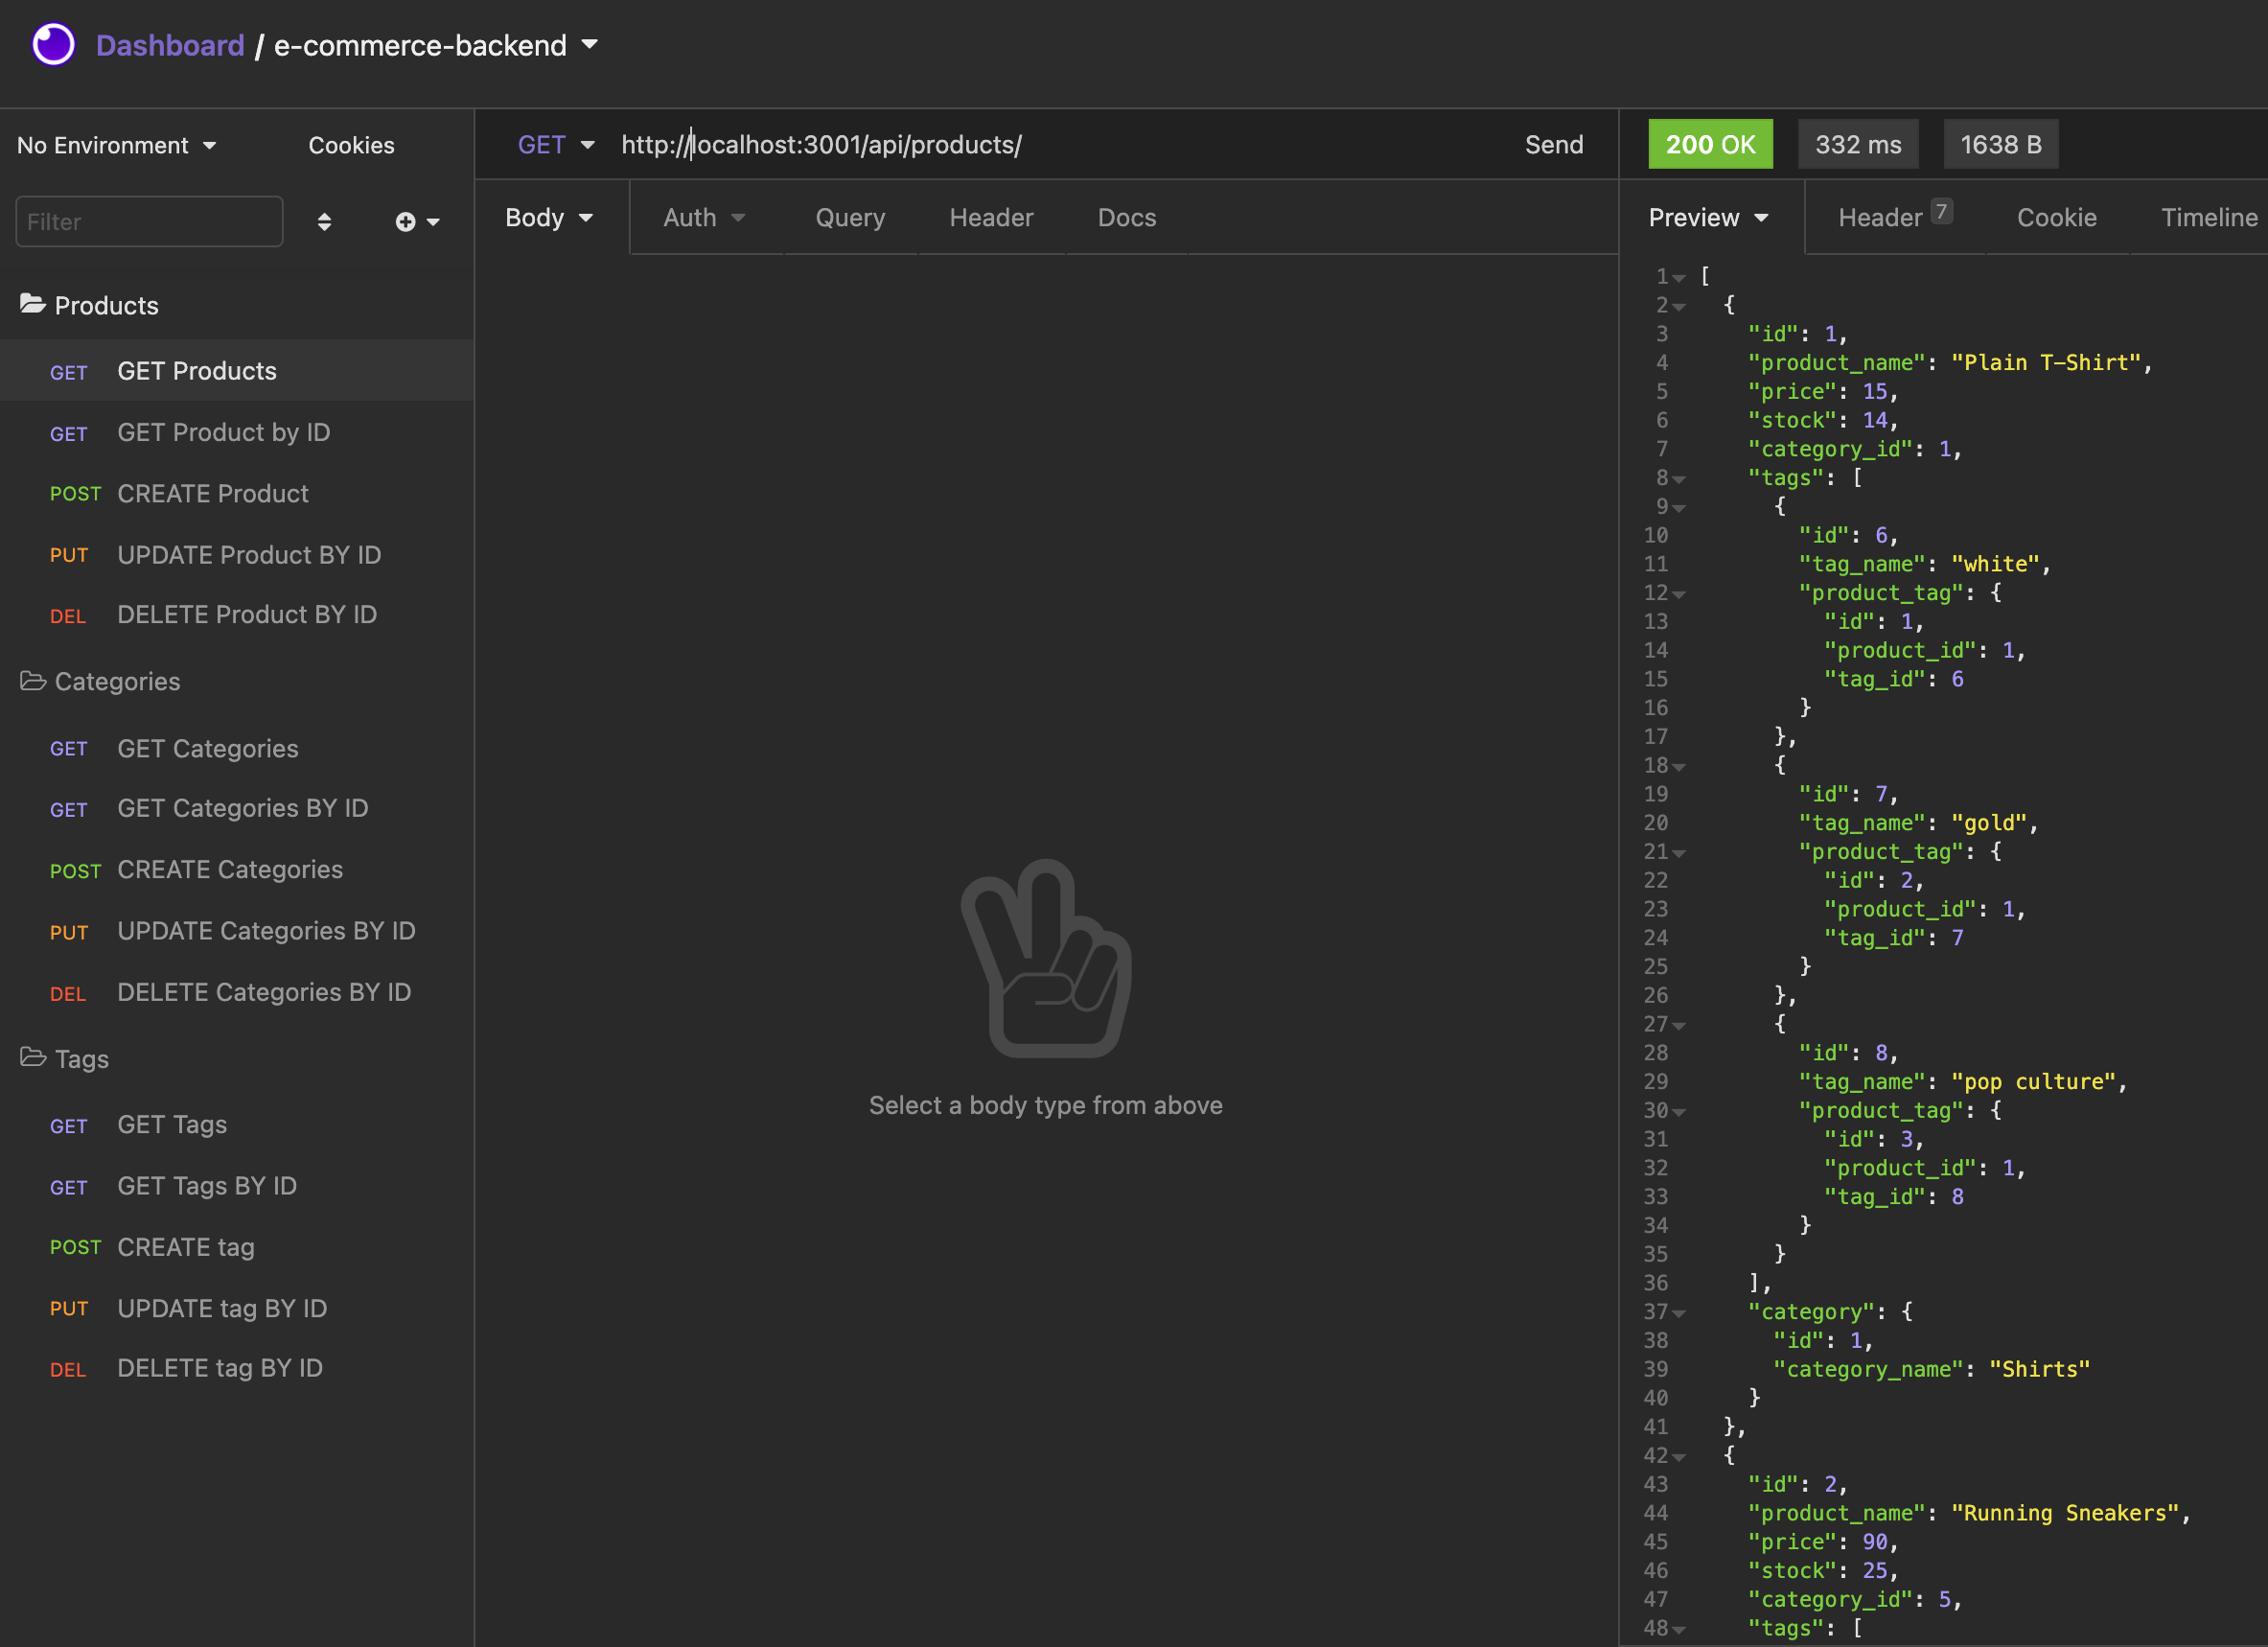 Dashboard / e-commerce-backend
No Environment
Cookies
Filter
Products
GET GET Products
GET GET Product by ID
POST CREATE Product
PUT UPDATE Product BY ID
DEL DELETE Product BY ID
Categories
GET GET Categories
GET GET Categories BY ID
POST CREATE Categories
PUT UPDATE Categories BY ID
DEL DELETE Categories BY ID
Tags
GET GET Tags
GET GET Tags BY ID
POST CREATE tag
PUT UPDATE tag BY ID
DEL DELETE tag BY ID
GET http://localhost:3001/api/products/ Send
Body Auth Query Header Docs
Select a body type from above
200 OK 332 ms 1638 B
Preview Header 7 Cookie Timeline
1 [
2 {
3 "id": 1,
4 "product_name": "Plain T-Shirt",
5 "price": 15,
6 "stock": 14,
7 "category_id": 1,
8 "tags": [
9 {
10 "id": 6,
11 "tag_name": "white",
12 "product_tag": {
13 "id": 1,
14 "product_id": 1,
15 "tag_id": 6
16 }
17 },
18 {
19 "id": 7,
20 "tag_name": "gold",
21 "product_tag": {
22 "id": 2,
23 "product_id": 1,
24 "tag_id": 7
25 }
26 },
27 {
28 "id": 8,
29 "tag_name": "pop culture",
30 "product_tag": {
31 "id": 3,
32 "product_id": 1,
33 "tag_id": 8
34 }
35 }
36 ],
37 "category": {
38 "id": 1,
39 "category_name": "Shirts"
40 }
41 },
42 {
43 "id": 2,
44 "product_name": "Running Sneakers",
45 "price": 90,
46 "stock": 25,
47 "category_id": 5,
48 "tags": [